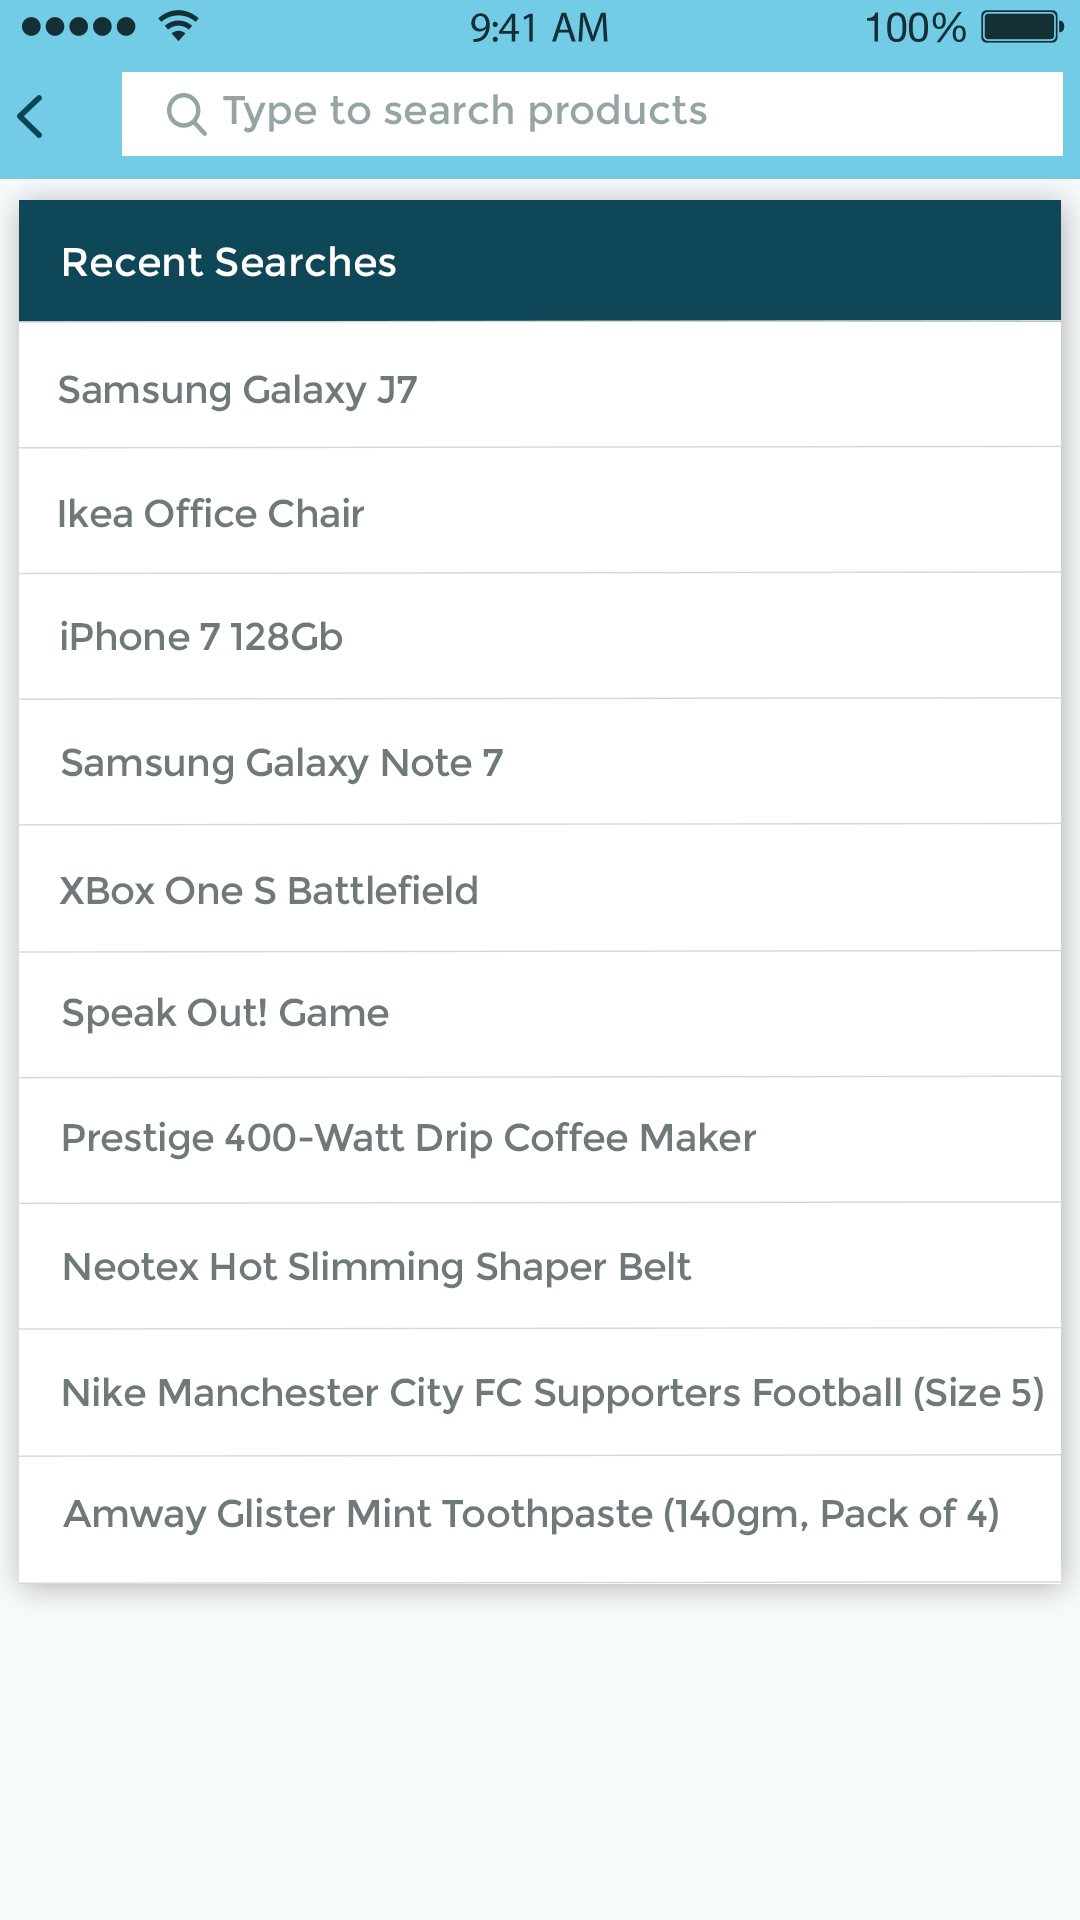 9:41 AM
100%
Type to search products
Recent Searches
Samsung Galaxy J7
Ikea Office Chair
iPhone 7 128Gb
Samsung Galaxy Note 7
XBox One S Battlefield
Speak Out! Game
Prestige 400-Watt Drip Coffee Maker
Neotex Hot Slimming Shaper Belt
Nike Manchester City FC Supporters Football (Size 5)
Amway Glister Mint Toothpaste (140gm, Pack of 4)